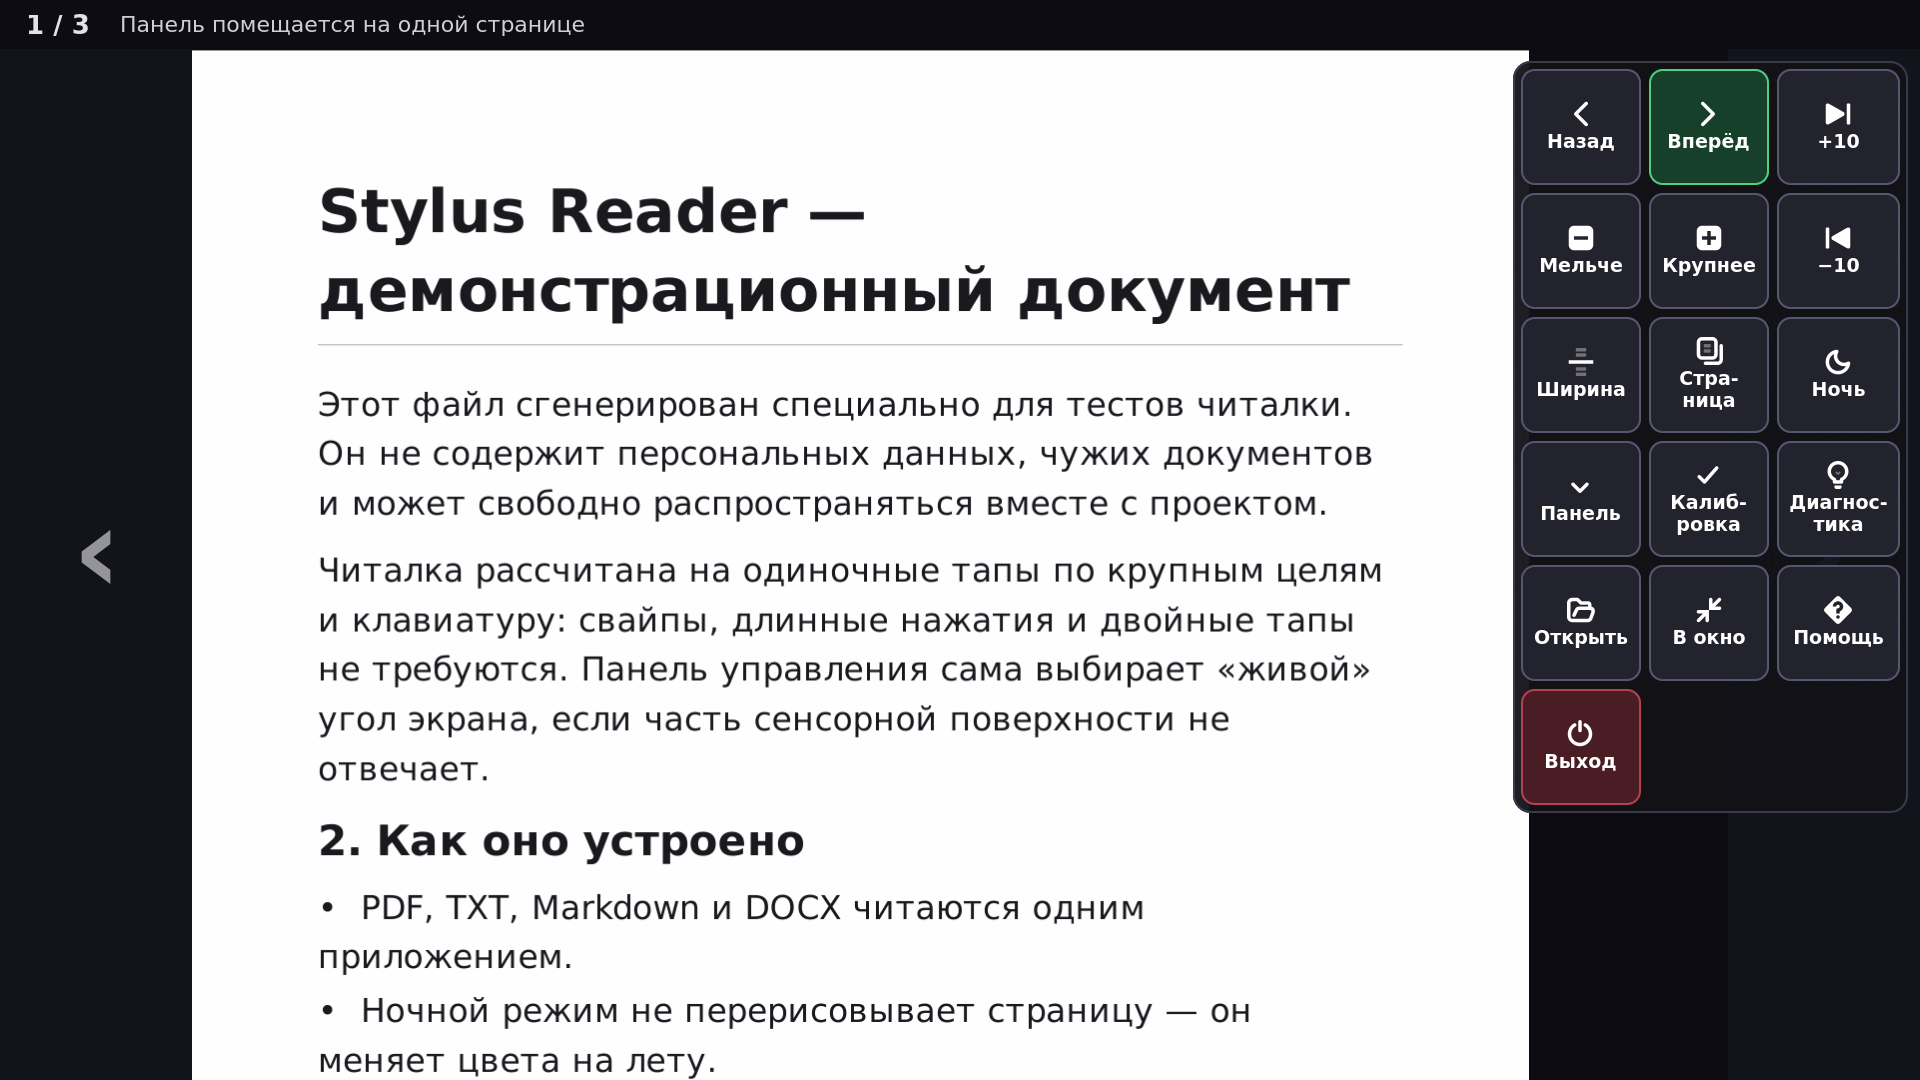 1 / 3 Панель помещается на одной странице
Stylus Reader —
демонстрационный документ
Этот файл сгенерирован специально для тестов читалки.
Он не содержит персональных данных, чужих документов
и может свободно распространяться вместе с проектом.
Читалка рассчитана на одиночные тапы по крупным целям
и клавиатуру: свайпы, длинные нажатия и двойные тапы
не требуются. Панель управления сама выбирает «живой»
угол экрана, если часть сенсорной поверхности не
отвечает.
2. Как оно устроено
• PDF, TXT, Markdown и DOCX читаются одним
приложением.
• Ночной режим не перерисовывает страницу — он
меняет цвета на лету.
Назад
Вперёд
+10
Мельче
Крупнее
−10
Ширина
Стра-
ница
Ночь
Панель
Калиб-
ровка
Диагнос-
тика
Открыть
В окно
Помощь
Выход